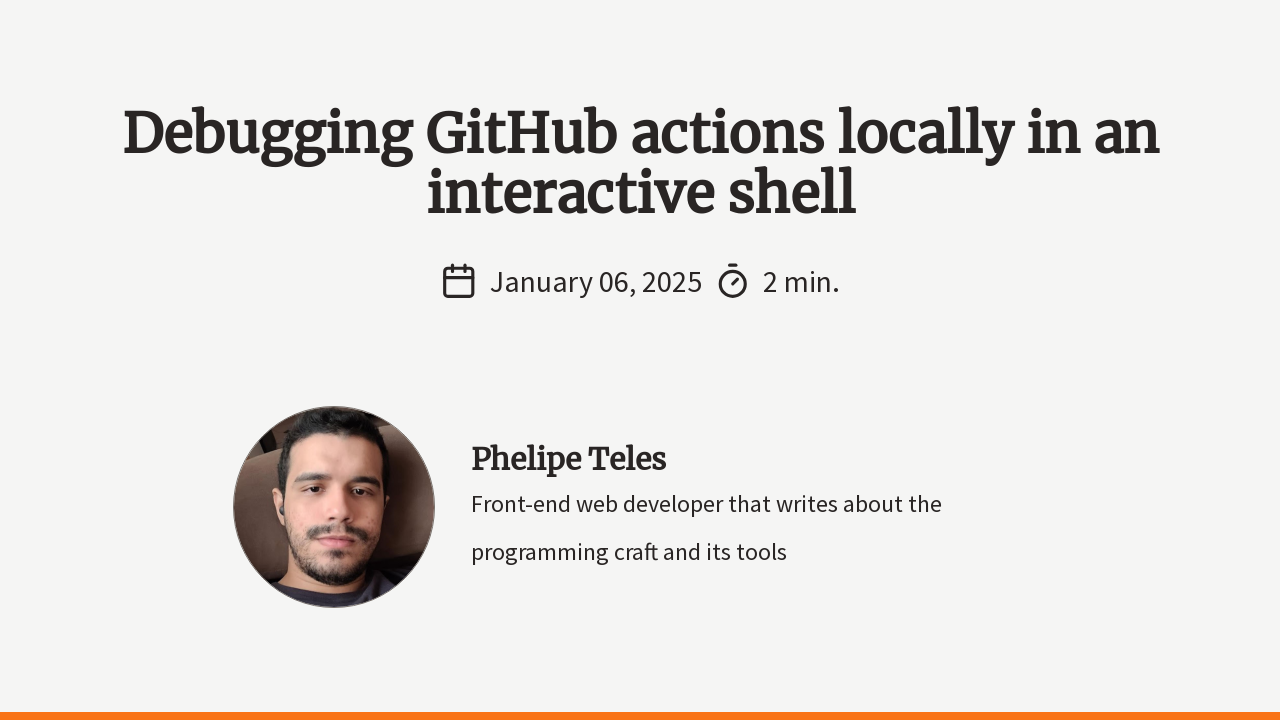 Debugging GitHub actions locally in an
interactive shell
January 06, 2025 2 min.
Phelipe Teles
Front-end web developer that writes about the
programming craft and its tools